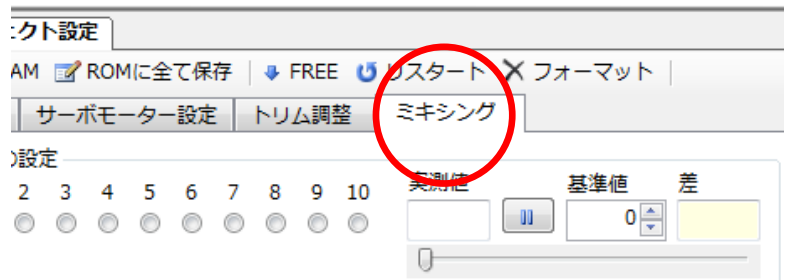 ェクト設定
AM ROMに全て保存 FREE リスタート フォーマット
サーボモーター設定 トリム調整 ミキシング
の設定
2 3 4 5 6 7 8 9 10 実測値 基準値 差
0